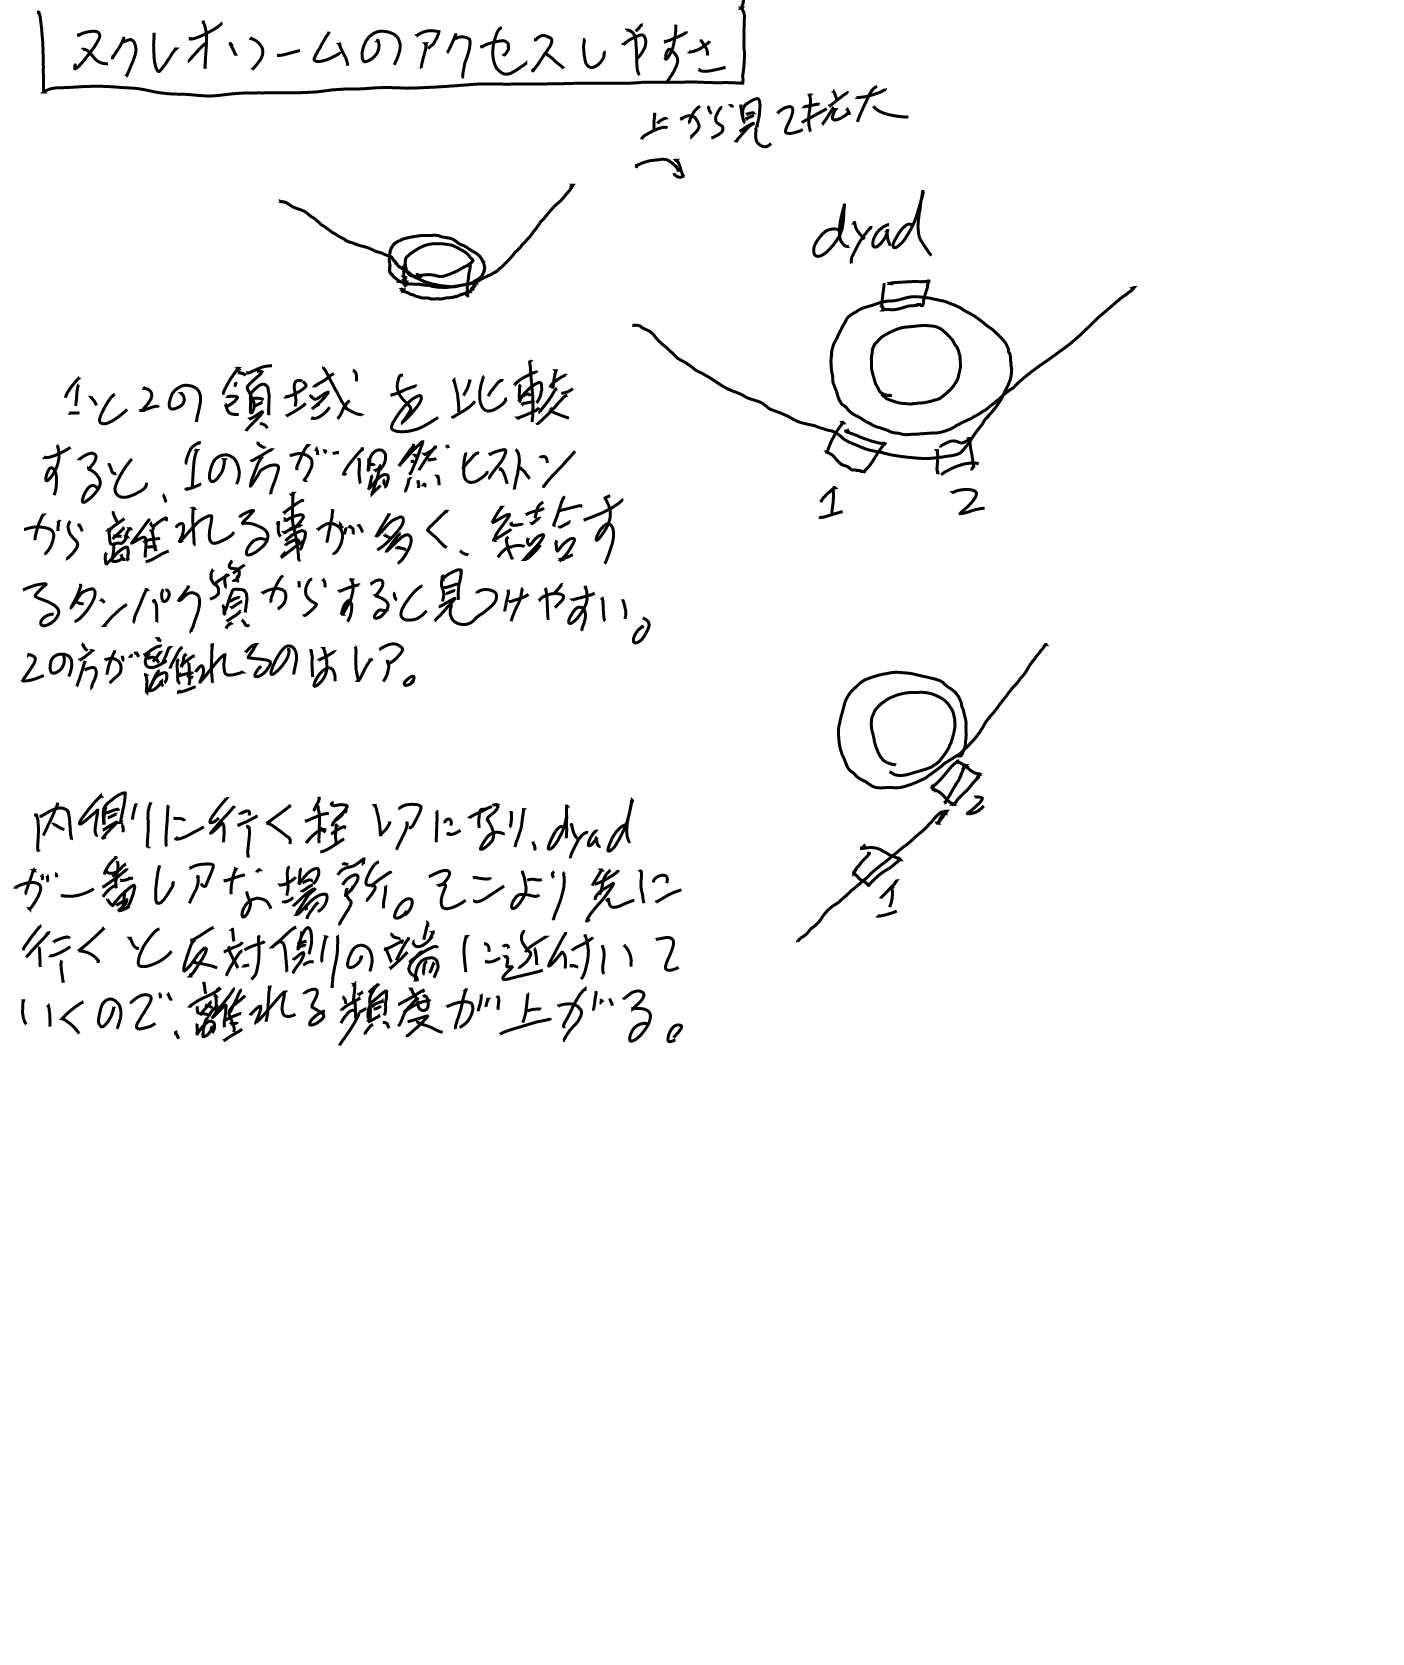 ヌクレオソームのアクセスしやすさ
上から見て拡大
dyad
1 2
1と2の領域を比較
すると、1の方が偶然ヒストン
から離れる事が多く、結合す
るタンパク質からすると見つけやすい。
2の方が離れるのはレア。
2
1
内側に行く程レアになり、dyad
が一番レアな場所。そこより先に
行くと反対側の端に近付いて
いくので、離れる頻度が上がる。